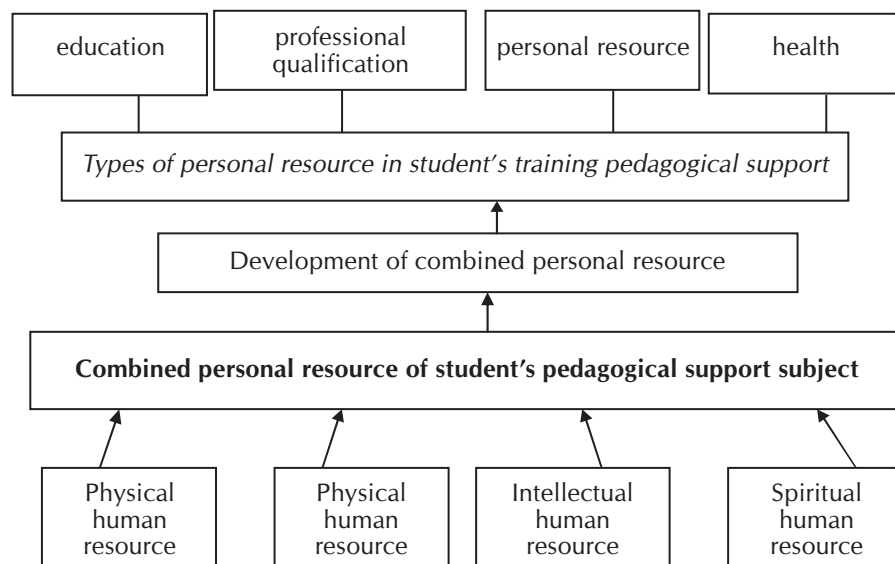 education
professional
qualification
personal resource
health
Types of personal resource in student's training pedagogical support
Development of combined personal resource
Combined personal resource of student's pedagogical support subject
Physical
human
resource
Physical
human
resource
Intellectual
human
resource
Spiritual
human
resource